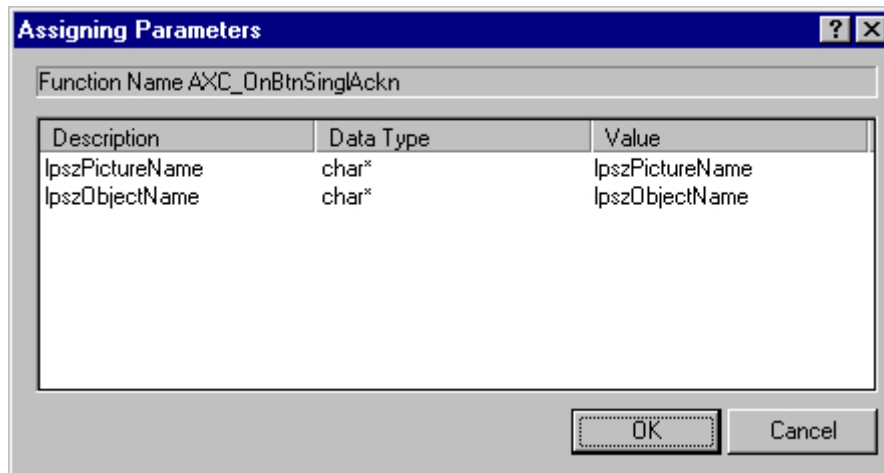 Assigning Parameters
Function Name AXC_OnBtnSinglAckn
Description Data Type Value
lpszPictureName char* lpszPictureName
lpszObjectName char* lpszObjectName
OK Cancel